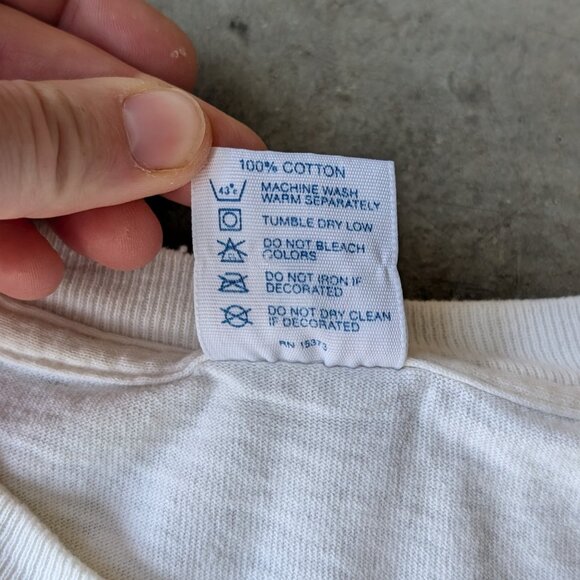 100% COTTON
43°C
MACHINE WASH
WARM SEPARATELY
TUMBLE DRY LOW
DO NOT BLEACH
COLORS
DO NOT IRON IF
DECORATED
DO NOT DRY CLEAN
IF DECORATED
RN 15373